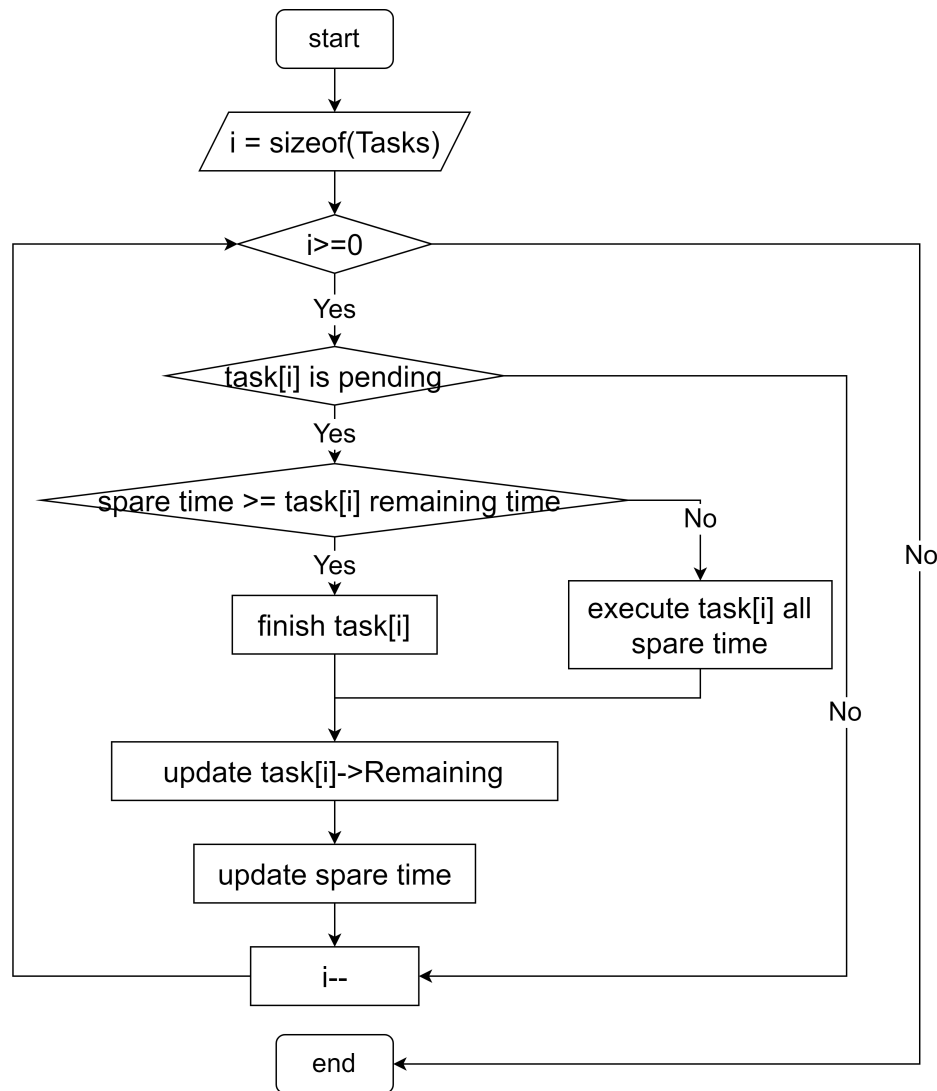 start
i = sizeof(Tasks)
i>=0
Yes
task[i] is pending
Yes
spare time >= task[i] remaining time
No
No
Yes
execute task[i] all
spare time
finish task[i]
No
update task[i]->Remaining
update spare time
i--
end